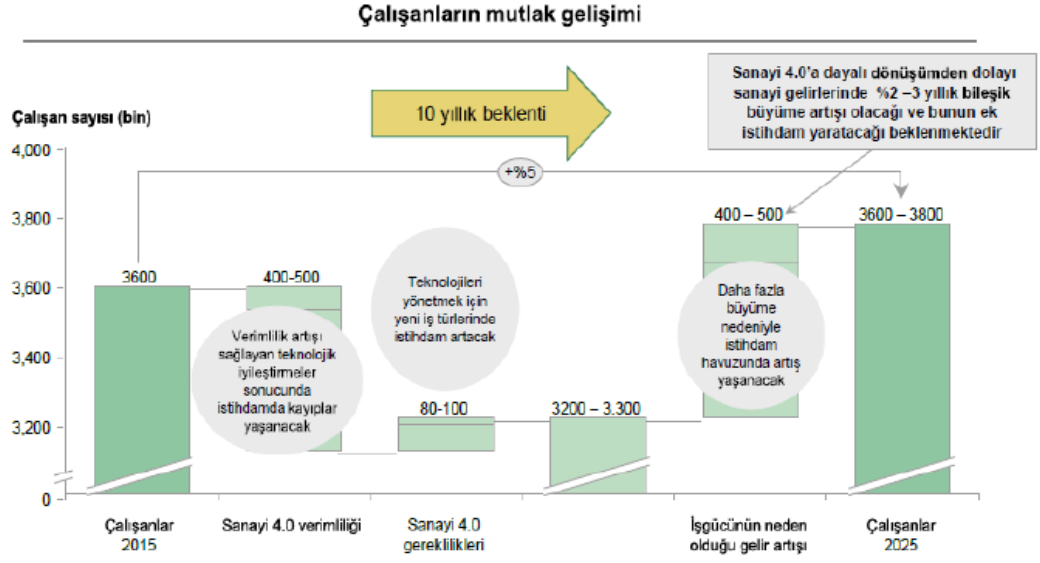 Çalışanların mutlak gelişimi
Sanayi 4.0'a dayalı dönüşümden dolayı
sanayi gelirlerinde %2 –3 yıllık bileşik
büyüme artışı olacağı ve bunun ek
istihdam yaratacağı beklenmektedir
10 yıllık beklenti
Çalışan sayısı (bin)
4,000
3,800
3,600
3,400
3,200
0
+%5
3600
400-500
80-100
3200 – 3.300
400 – 500
3600 – 3800
Verimlilik artışı
sağlayan teknolojik
iyileştirmeler
sonucunda
istihdamda kayıplar
yaşanacak
Teknolojileri
yönetmek için
yeni iş türlerinde
istihdam artacak
Daha fazla
büyüme
nedeniyle
istihdam
havuzunda artış
yaşanacak
Çalışanlar
2015
Sanayi 4.0 verimliliği
Sanayi 4.0
gereklilikleri
İşgücünün neden
olduğu gelir artışı
Çalışanlar
2025